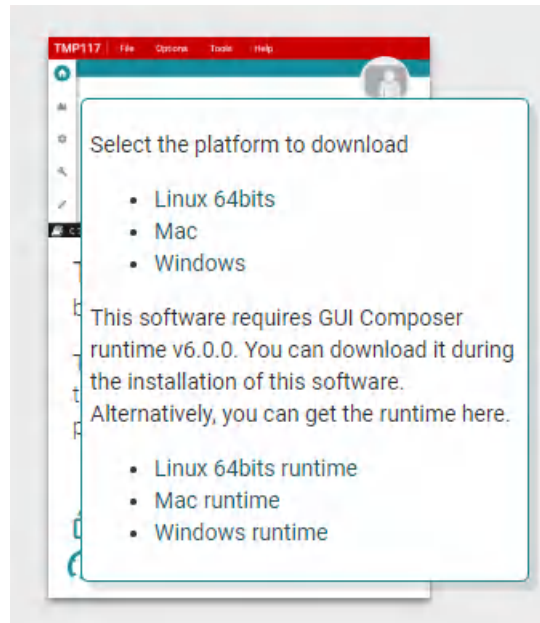 TMP117 File Options Tools Help
Select the platform to download
• Linux 64bits
• Mac
• Windows
This software requires GUI Composer
runtime v6.0.0. You can download it during
the installation of this software.
Alternatively, you can get the runtime here.
• Linux 64bits runtime
• Mac runtime
• Windows runtime